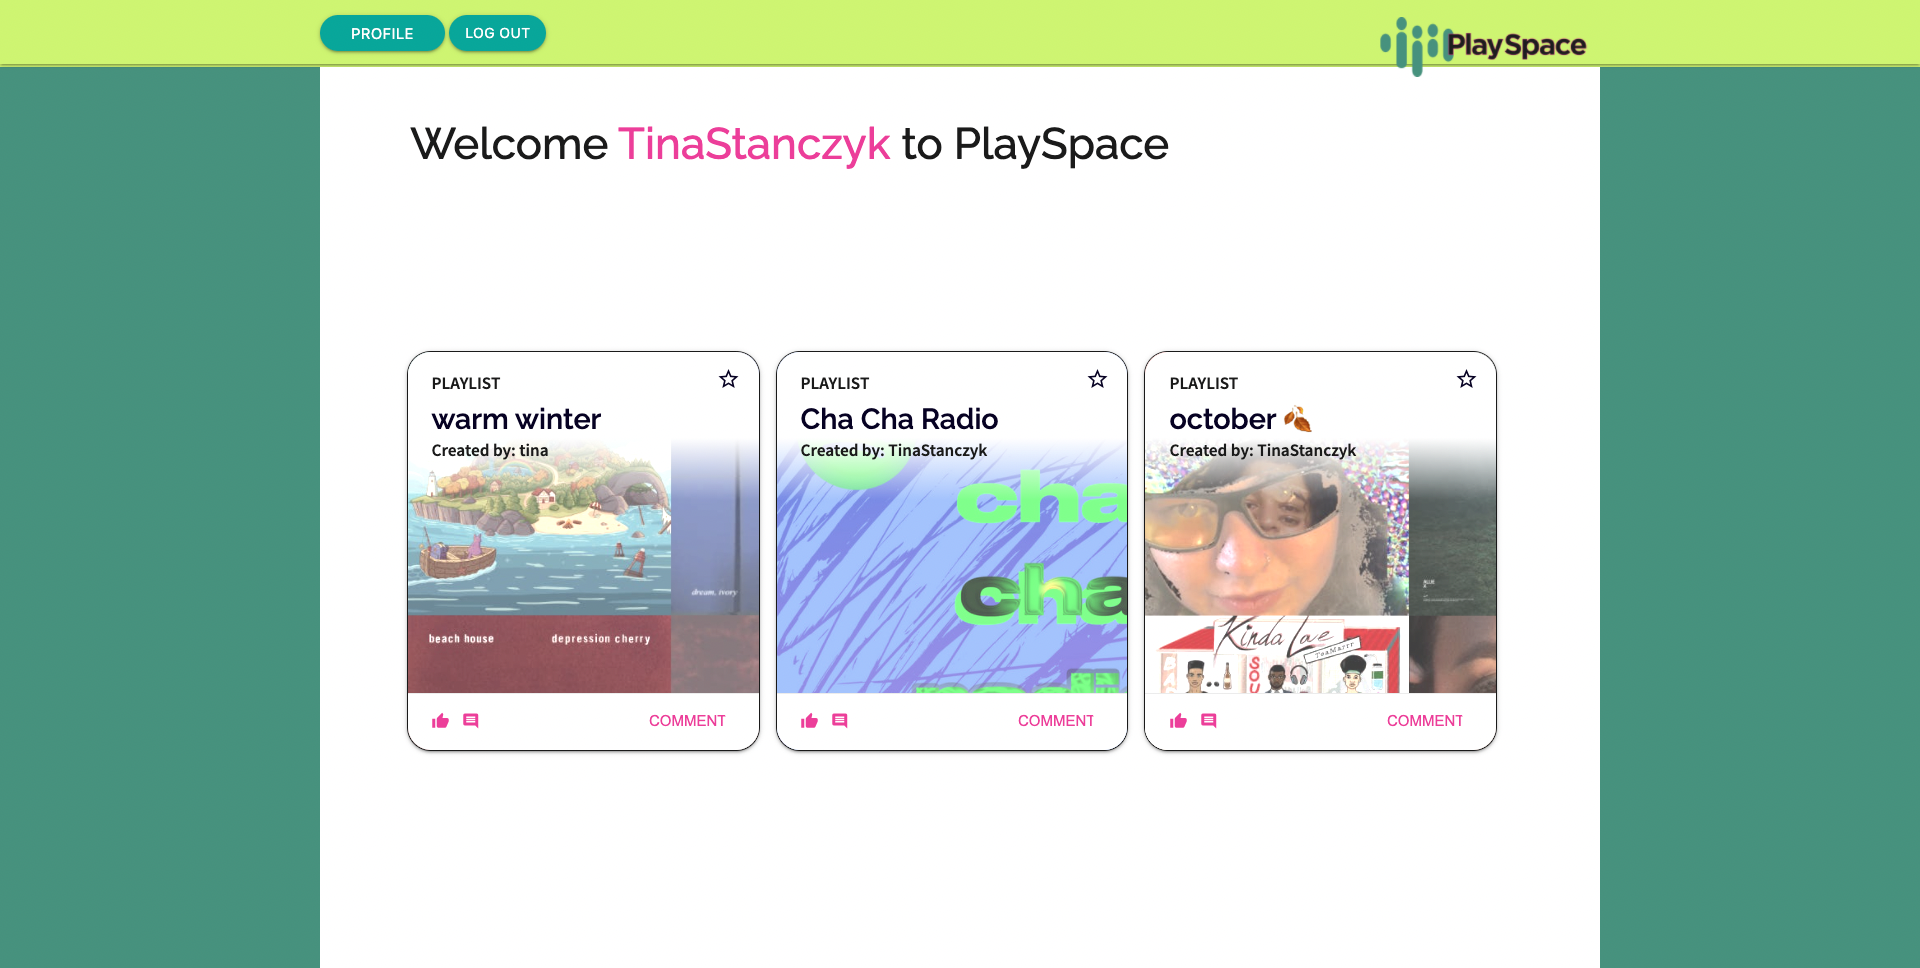 PROFILE
LOG OUT
PlaySpace
Welcome TinaStanczyk to PlaySpace
PLAYLIST
warm winter
Created by: tina
dream, ivory
beach house
depression cherry
COMMENT
PLAYLIST
Cha Cha Radio
Created by: TinaStanczyk
cha
cha
COMMENT
PLAYLIST
october
Created by: TinaStanczyk
Kinda Love
TeaMarrr
SOU
COMMENT